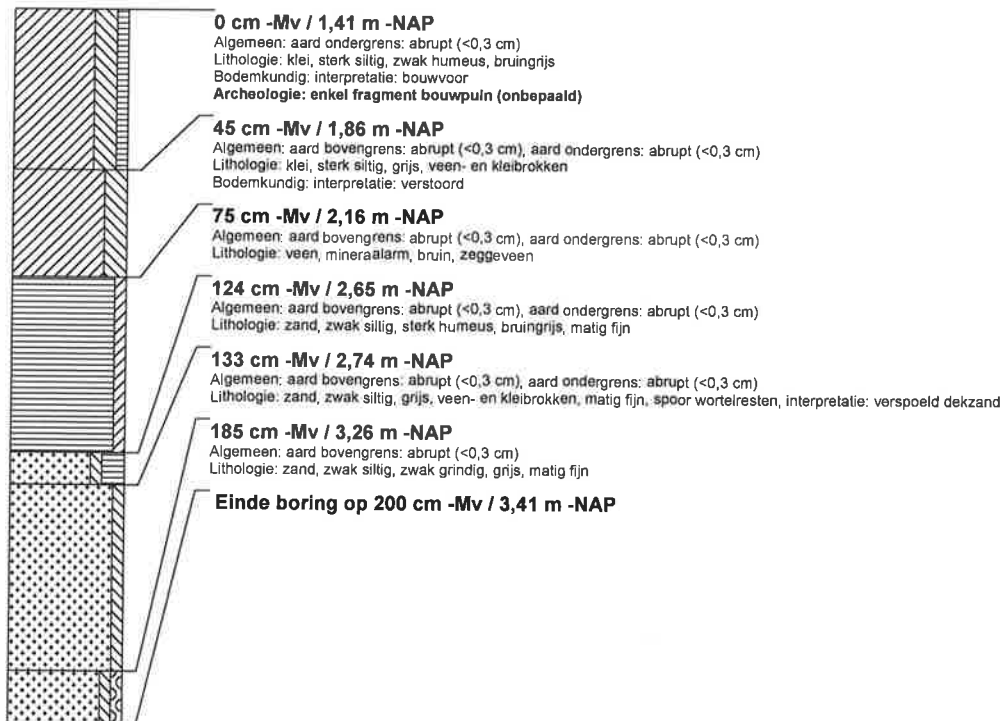 0 cm -Mv / 1,41 m -NAP
Algemeen: aard ondergrens: abrupt (<0,3 cm)
Lithologie: klei, sterk siltig, zwak humeus, bruingrijs
Bodemkundig: interpretatie: bouwvoor
Archeologie: enkel fragment bouwpuin (onbepaald)
45 cm -Mv / 1,86 m -NAP
Algemeen: aard bovengrens: abrupt (<0,3 cm), aard ondergrens: abrupt (<0,3 cm)
Lithologie: klei, sterk siltig, grijs, veen- en kleibrokken
Bodemkundig: interpretatie: verstoord
75 cm -Mv / 2,16 m -NAP
Algemeen: aard bovengrens: abrupt (<0,3 cm), aard ondergrens: abrupt (<0,3 cm)
Lithologie: veen, mineraalarm, bruin, zeggeveen
124 cm -Mv / 2,65 m -NAP
Algemeen: aard bovengrens: abrupt (<0,3 cm), aard ondergrens: abrupt (<0,3 cm)
Lithologie: zand, zwak siltig, sterk humeus, bruingrijs, matig fijn
133 cm -Mv / 2,74 m -NAP
Algemeen: aard bovengrens: abrupt (<0,3 cm), aard ondergrens: abrupt (<0,3 cm)
Lithologie: zand, zwak siltig, grijs, veen- en kleibrokken, matig fijn, spoor wortelresten, interpretatie: verspoeld dekzand
185 cm -Mv / 3,26 m -NAP
Algemeen: aard bovengrens: abrupt (<0,3 cm)
Lithologie: zand, zwak siltig, zwak grindig, grijs, matig fijn
Einde boring op 200 cm -Mv / 3,41 m -NAP